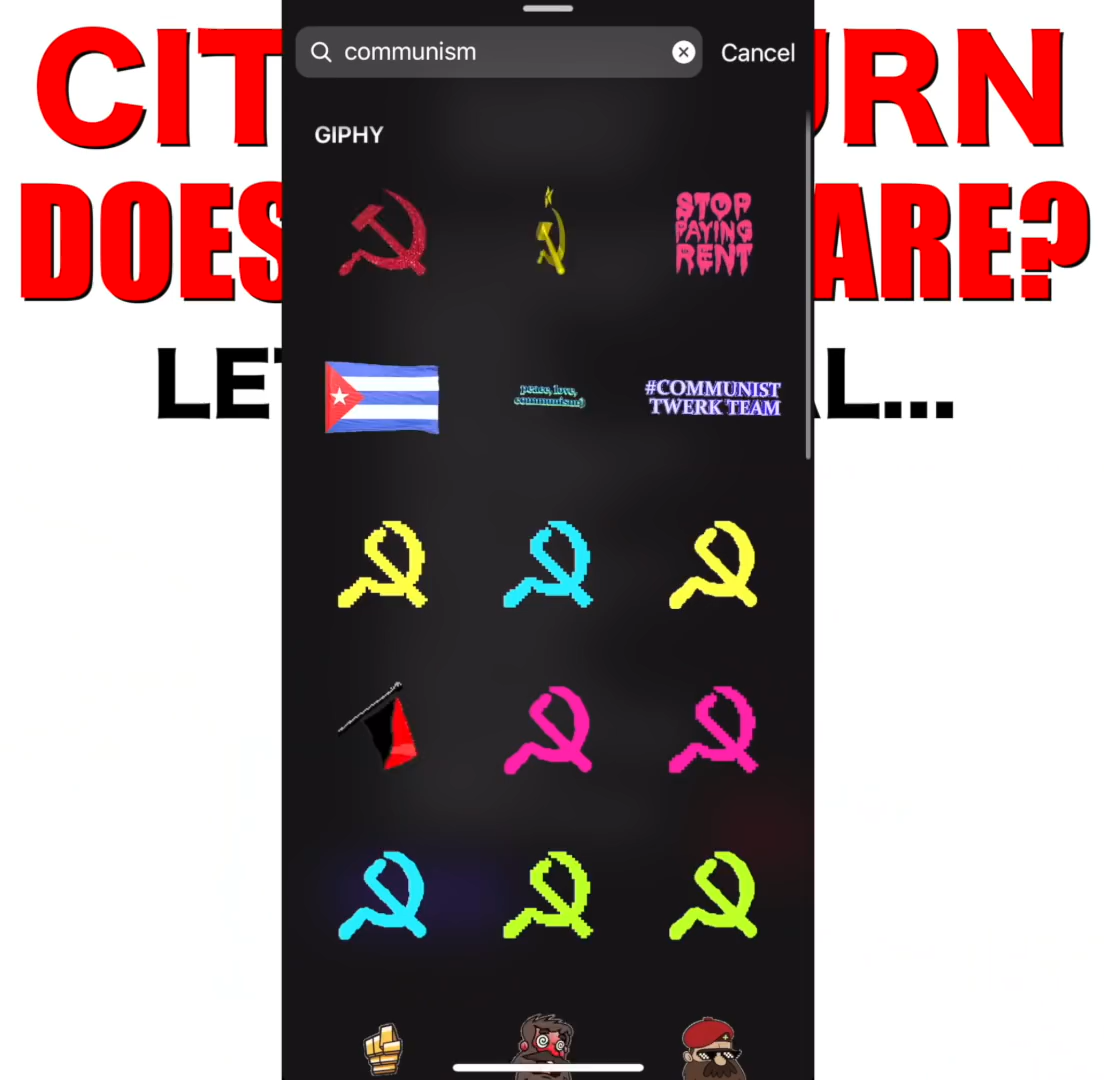 CIT
URN
DOES
ARE?
LET
AL...
communism
Cancel
GIPHY
STOP
PAYING
RENT
peace, love,
communism:)
#COMMUNIST
TWERK TEAM